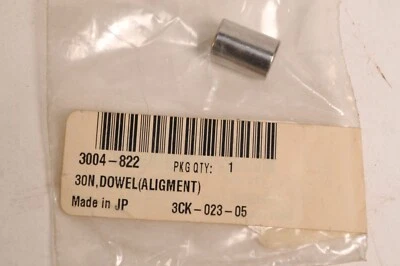 3004-822 PKG QTY: 1
30N,DOWEL(ALIGMENT)
Made in JP 3CK-023-05